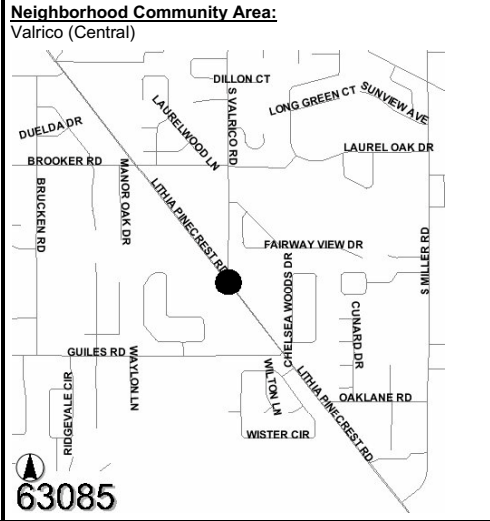 Neighborhood Community Area:
Valrico (Central)
DILLON CT
S VALRICO RD
LONG GREEN CT
SUNVIEW AVE
LAURELWOOD LN
DUELDA DR
LAUREL OAK DR
BROOKER RD
MANOR OAK DR
BRUCKEN RD
LITHIA PINECREST RD
FAIRWAY VIEW DR
S MILLER RD
CHELSEA WOODS DR
CUNARD DR
GUILES RD
WAYLON LN
RIDGEVALE CIR
WILTON LN
LITHIA PINECREST RD
OAKLANE RD
WISTER CIR
63085